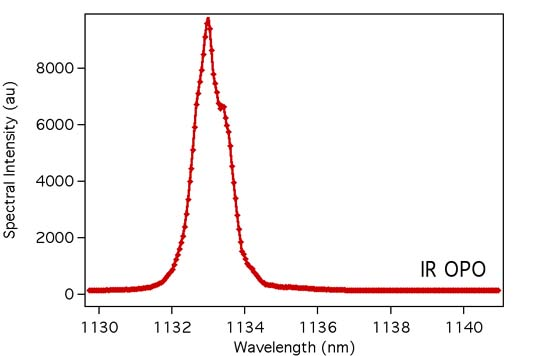 Spectral Intensity (au)
8000
6000
4000
2000
0
IR OPO
1130 1132 1134 1136 1138 1140
Wavelength (nm)